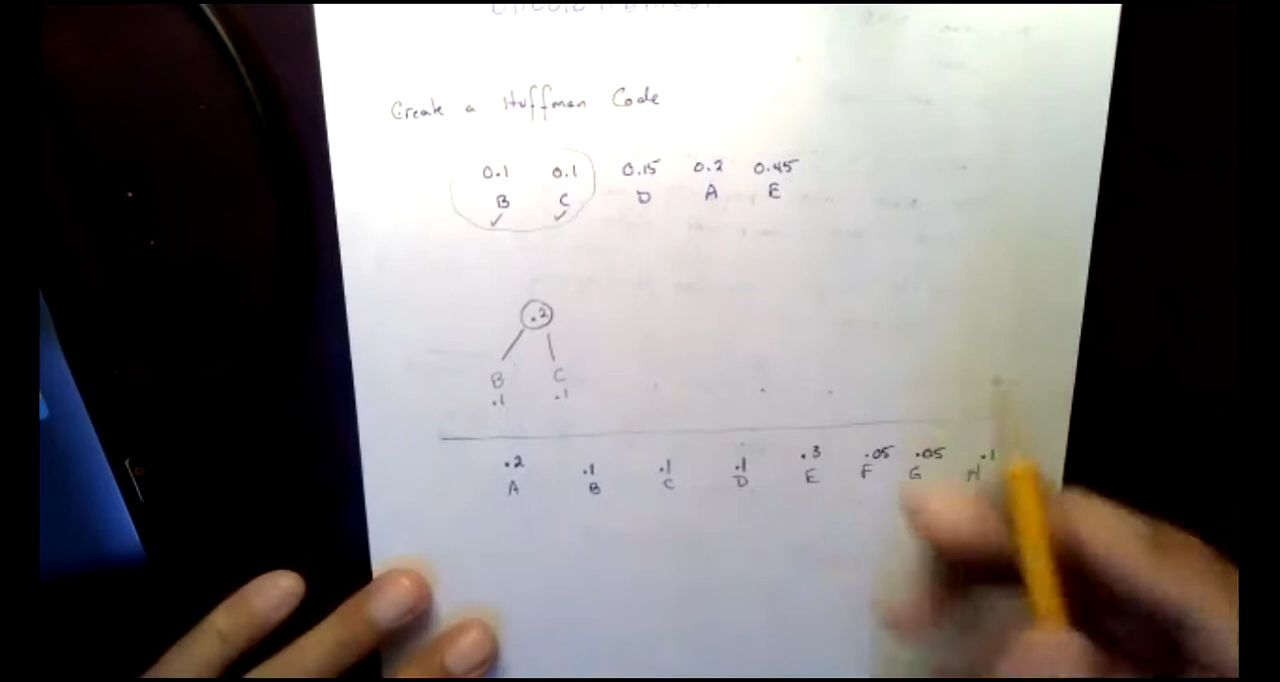 Create a Huffman Code
0.1 0.1 0.15 0.2 0.45
B C D A E
.2
B C
.1 .1
.2 .1 .1 .1 .3 .05 .05 .1
A B C D E F G H